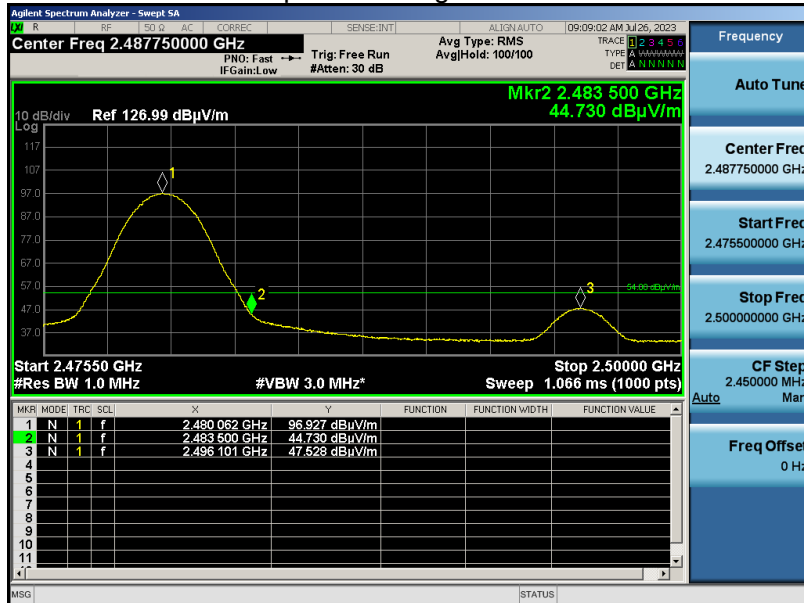 Agilent Spectrum Analyzer - Swept SA
LXI R RF 50 Ω AC CORREC SENSE:INT ALIGN AUTO 09:09:02 AM Jul 26, 2023
Center Freq 2.487750000 GHz
PNO: Fast
IFGain:Low
Trig: Free Run
#Atten: 30 dB
Avg Type: RMS
Avg|Hold: 100/100
TRACE 1 2 3 4 5 6
TYPE A
DET A N N N N N
Mkr2 2.483 500 GHz
44.730 dBµV/m
10 dB/div Ref 126.99 dBµV/m
Log
117
107
97.0
87.0
77.0
67.0
57.0
47.0
37.0
1
2
3
54.00 dBµV/m
Start 2.47550 GHz Stop 2.50000 GHz
#Res BW 1.0 MHz #VBW 3.0 MHz* Sweep 1.066 ms (1000 pts)
MKR MODE TRC SCL X Y FUNCTION FUNCTION WIDTH FUNCTION VALUE
1 N 1 f 2.480 062 GHz 96.927 dBµV/m
2 N 1 f 2.483 500 GHz 44.730 dBµV/m
3 N 1 f 2.496 101 GHz 47.528 dBµV/m
4
5
6
7
8
9
10
11
MSG STATUS
Frequency
Auto Tune
Center Freq
2.487750000 GHz
Start Freq
2.475500000 GHz
Stop Freq
2.500000000 GHz
CF Step
2.450000 MHz
Auto Man
Freq Offset
0 Hz